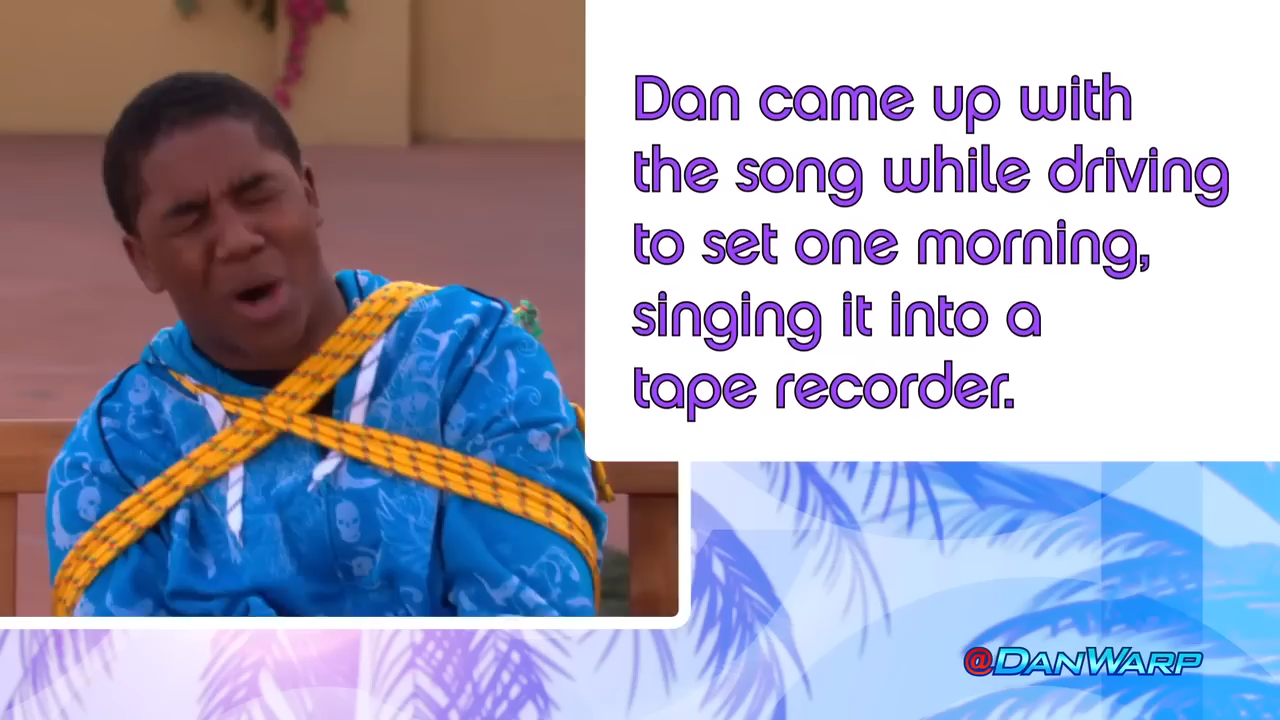 Dan came up with
the song while driving
to set one morning,
singing it into a
tape recorder.
@DanWarp